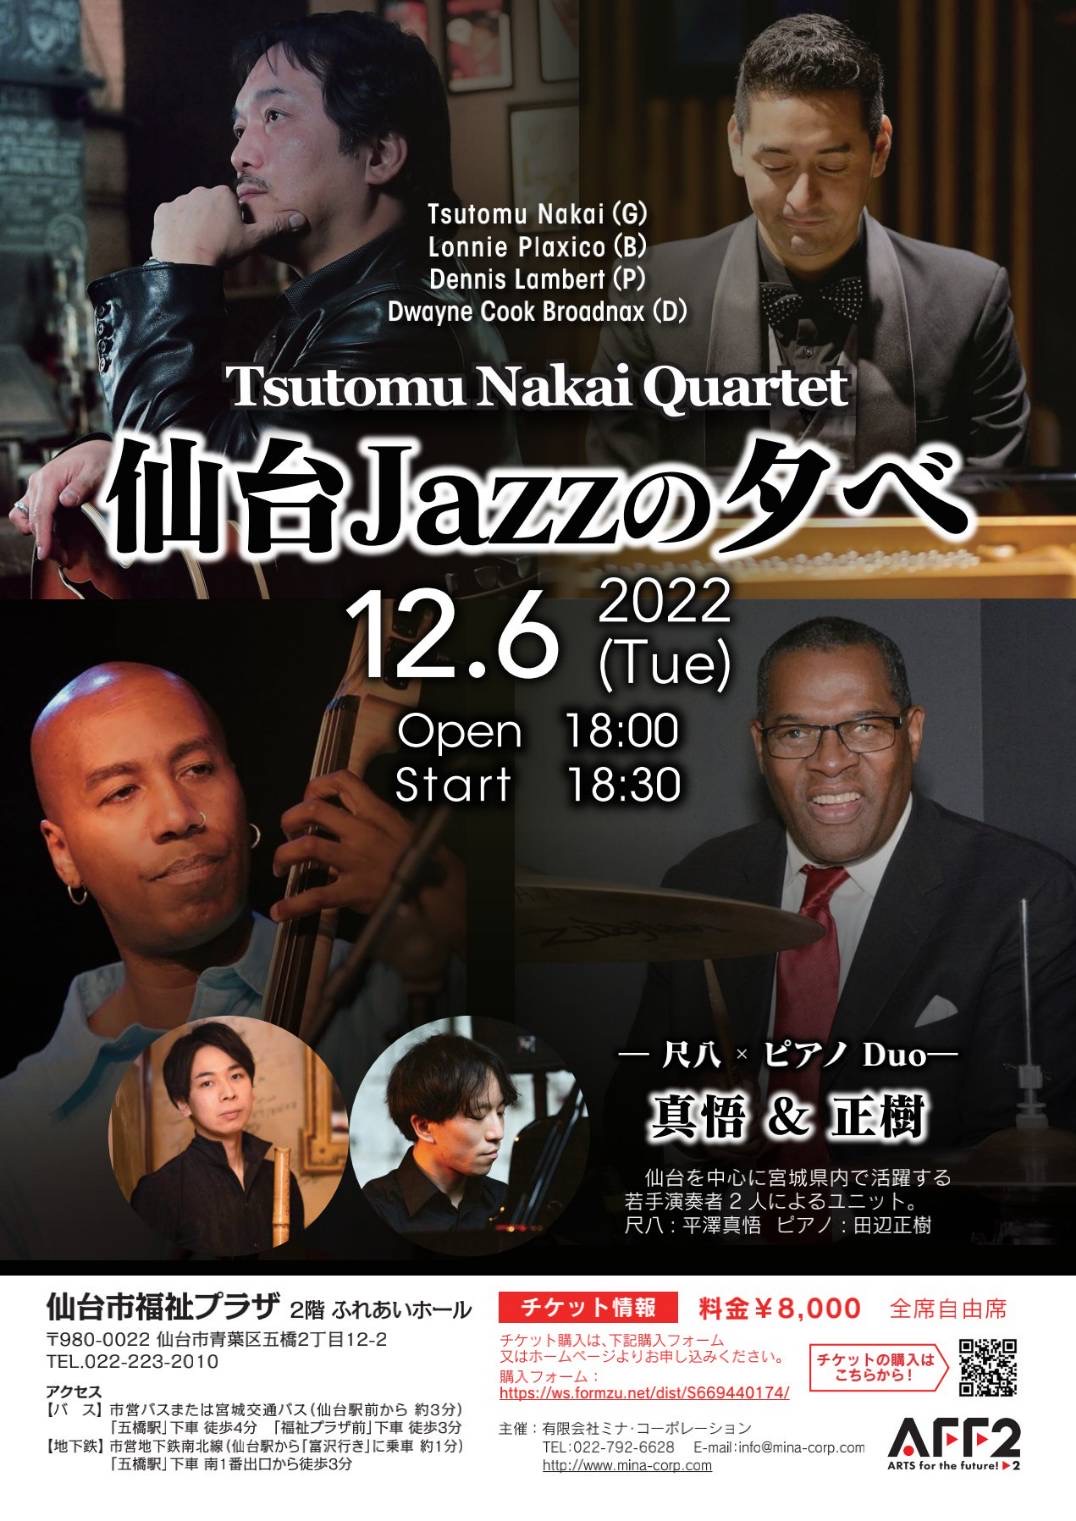 Tsutomu Nakai (G)
Lonnie Plaxico (B)
Dennis Lambert (P)
Dwayne Cook Broadnax (D)
Tsutomu Nakai Quartet
仙台Jazzの夕べ
12.6 2022 (Tue)
Open 18:00
Start 18:30
― 尺八 × ピアノ Duo―
真悟 & 正樹
仙台を中心に宮城県内で活躍する
若手演奏者2人によるユニット。
尺八:平澤真悟 ピアノ:田辺正樹
仙台市福祉プラザ 2階 ふれあいホール
〒980-0022 仙台市青葉区五橋2丁目12-2
TEL.022-223-2010
アクセス
【バ ス】市営バスまたは宮城交通バス(仙台駅前から 約3分)
「五橋駅」下車 徒歩4分 「福祉プラザ前」下車 徒歩3分
【地下鉄】市営地下鉄南北線(仙台駅から「富沢行き」に乗車 約1分)
「五橋駅」下車 南1番出口から徒歩3分
チケット情報 料金¥8,000 全席自由席
チケット購入は、下記購入フォーム
又はホームページよりお申し込みください。
購入フォーム:
https://ws.formzu.net/dist/S669440174/
チケットの購入は
こちらから!
主催:有限会社ミナ・コーポレーション
TEL:022-792-6628 E-mail:info@mina-corp.com
http://www.mina-corp.com
AFF2
ARTS for the future! 2
Zildjian